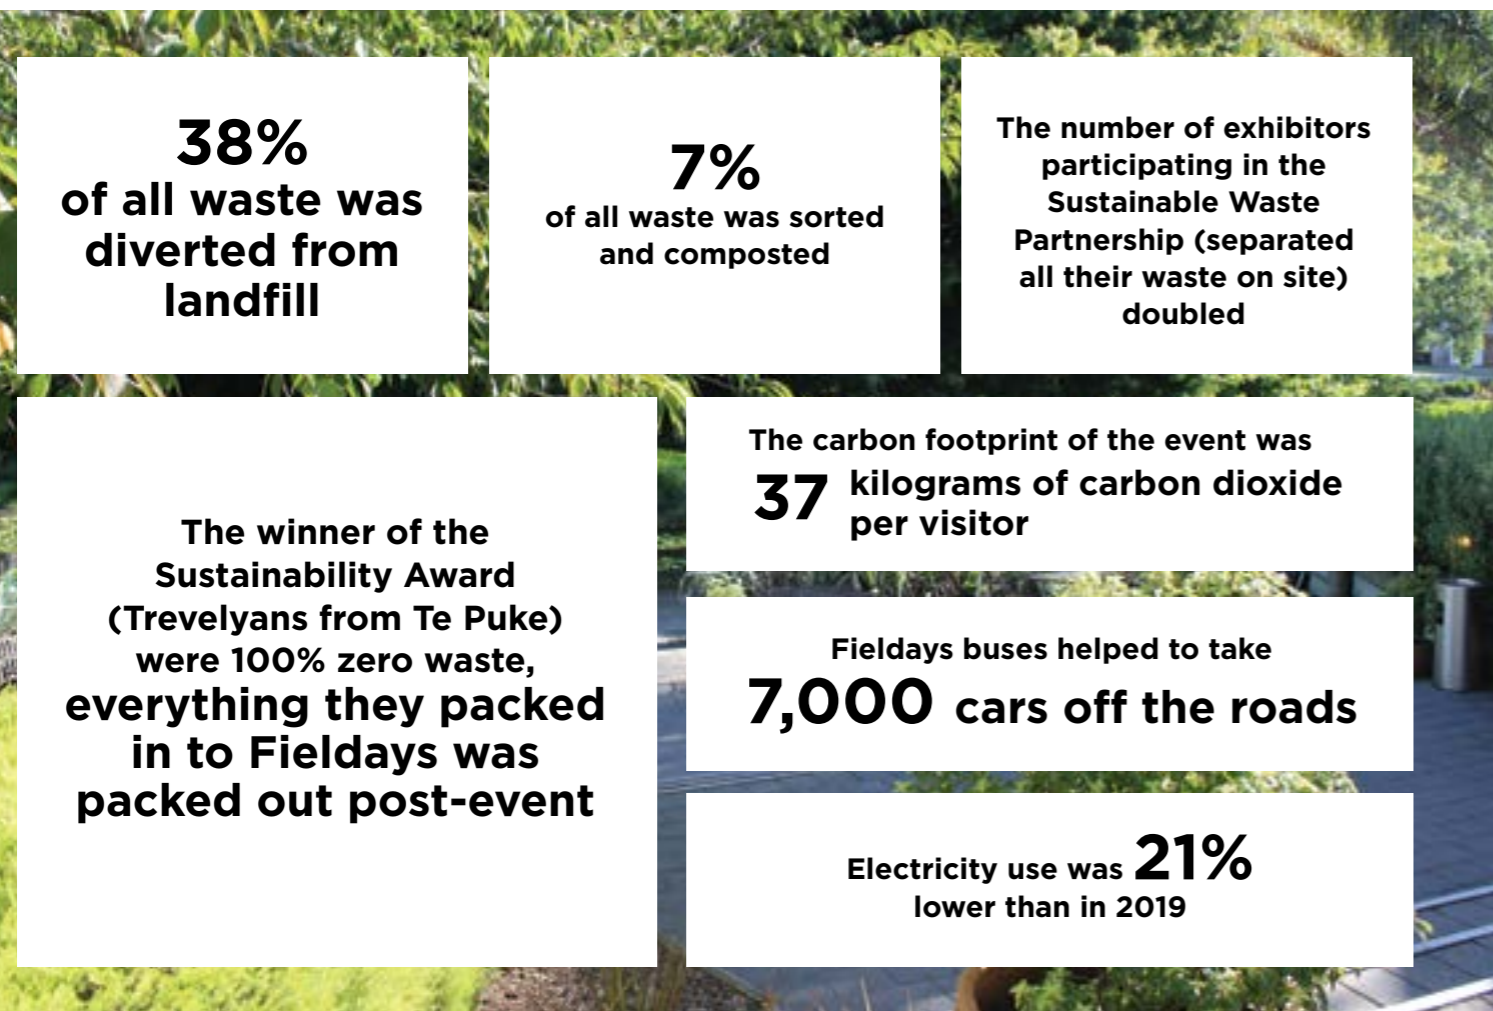 38%
of all waste was
diverted from
landfill
7%
of all waste was sorted
and composted
The number of exhibitors
participating in the
Sustainable Waste
Partnership (separated
all their waste on site)
doubled
The winner of the
Sustainability Award
(Trevelyans from Te Puke)
were 100% zero waste,
everything they packed
in to Fieldays was
packed out post-event
The carbon footprint of the event was
37 kilograms of carbon dioxide
per visitor
Fieldays buses helped to take
7,000 cars off the roads
Electricity use was 21%
lower than in 2019